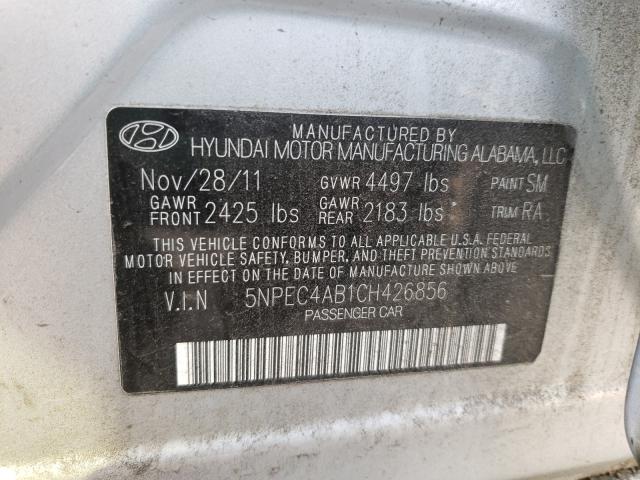 MANUFACTURED BY
HYUNDAI MOTOR MANUFACTURING ALABAMA, LLC
Nov/28/11 GVWR 4497 lbs PAINT SM
GAWR FRONT 2425 lbs GAWR REAR 2183 lbs TRIM RA
THIS VEHICLE CONFORMS TO ALL APPLICABLE U.S.A. FEDERAL
MOTOR VEHICLE SAFETY, BUMPER, AND THEFT PREVENTION STANDARDS
IN EFFECT ON THE DATE OF MANUFACTURE SHOWN ABOVE.
V.I.N 5NPEC4AB1CH426856
PASSENGER CAR